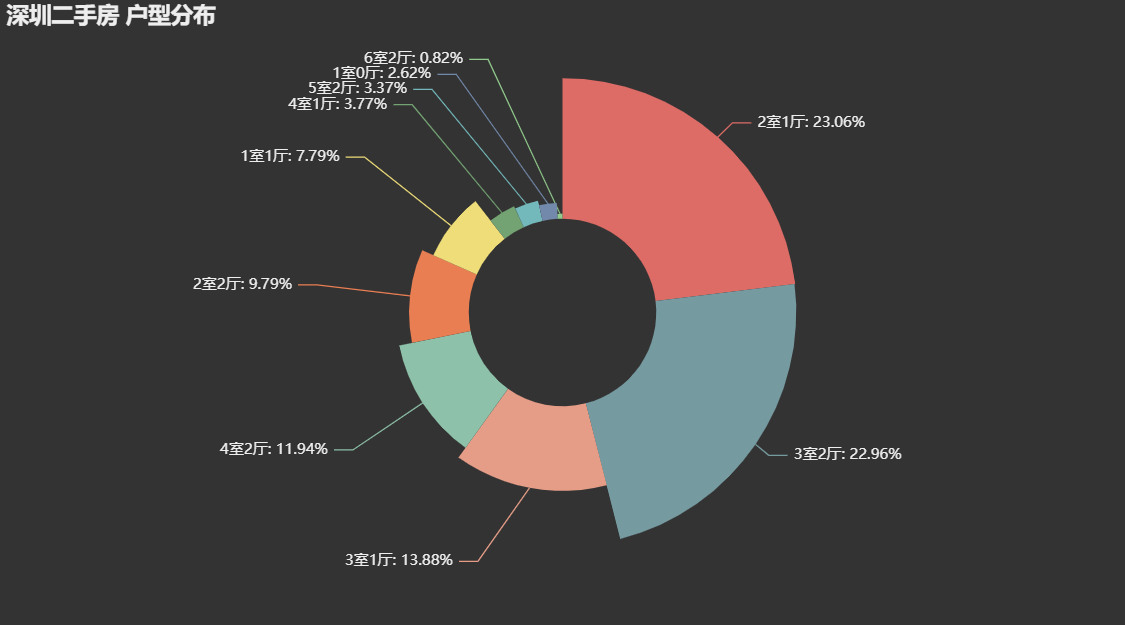 深圳二手房 户型分布
6室2厅: 0.82%
1室0厅: 2.62%
5室2厅: 3.37%
4室1厅: 3.77%
2室1厅: 23.06%
1室1厅: 7.79%
2室2厅: 9.79%
4室2厅: 11.94%
3室2厅: 22.96%
3室1厅: 13.88%